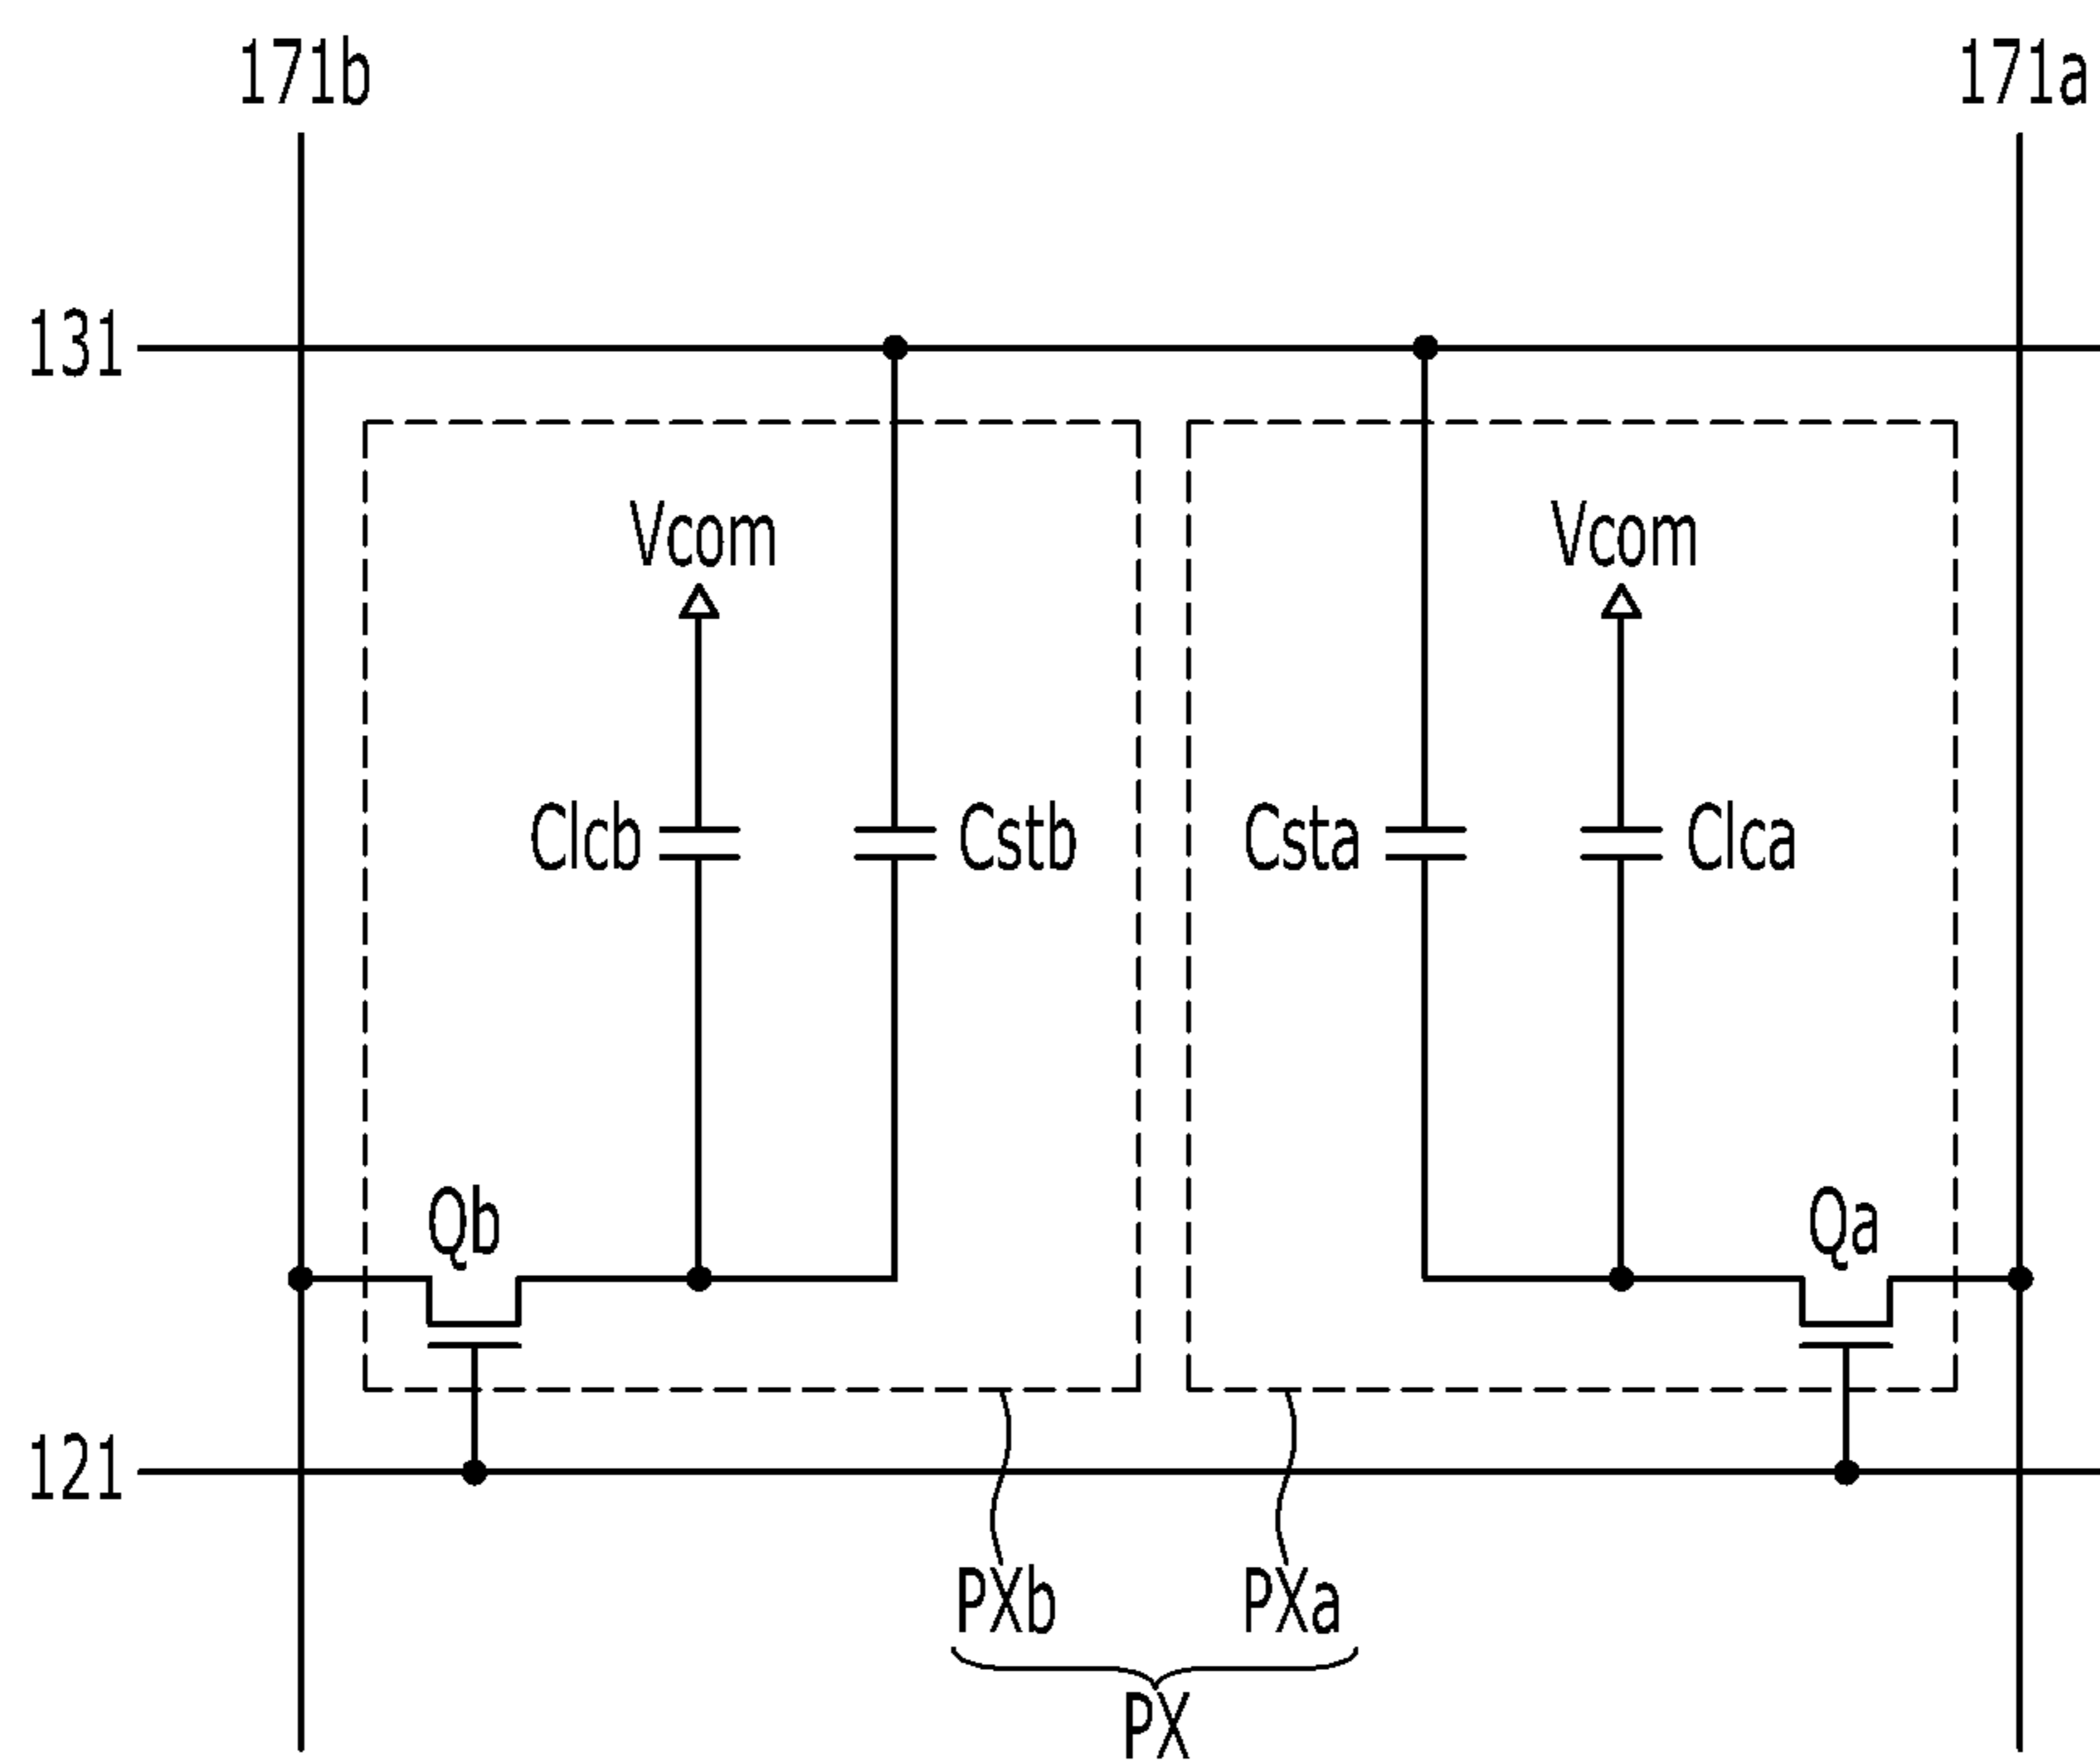 171b
171a
131
Vcom
Vcom
Clcb
Cstb
Csta
Clca
Qb
Qa
121
PXb
PXa
PX